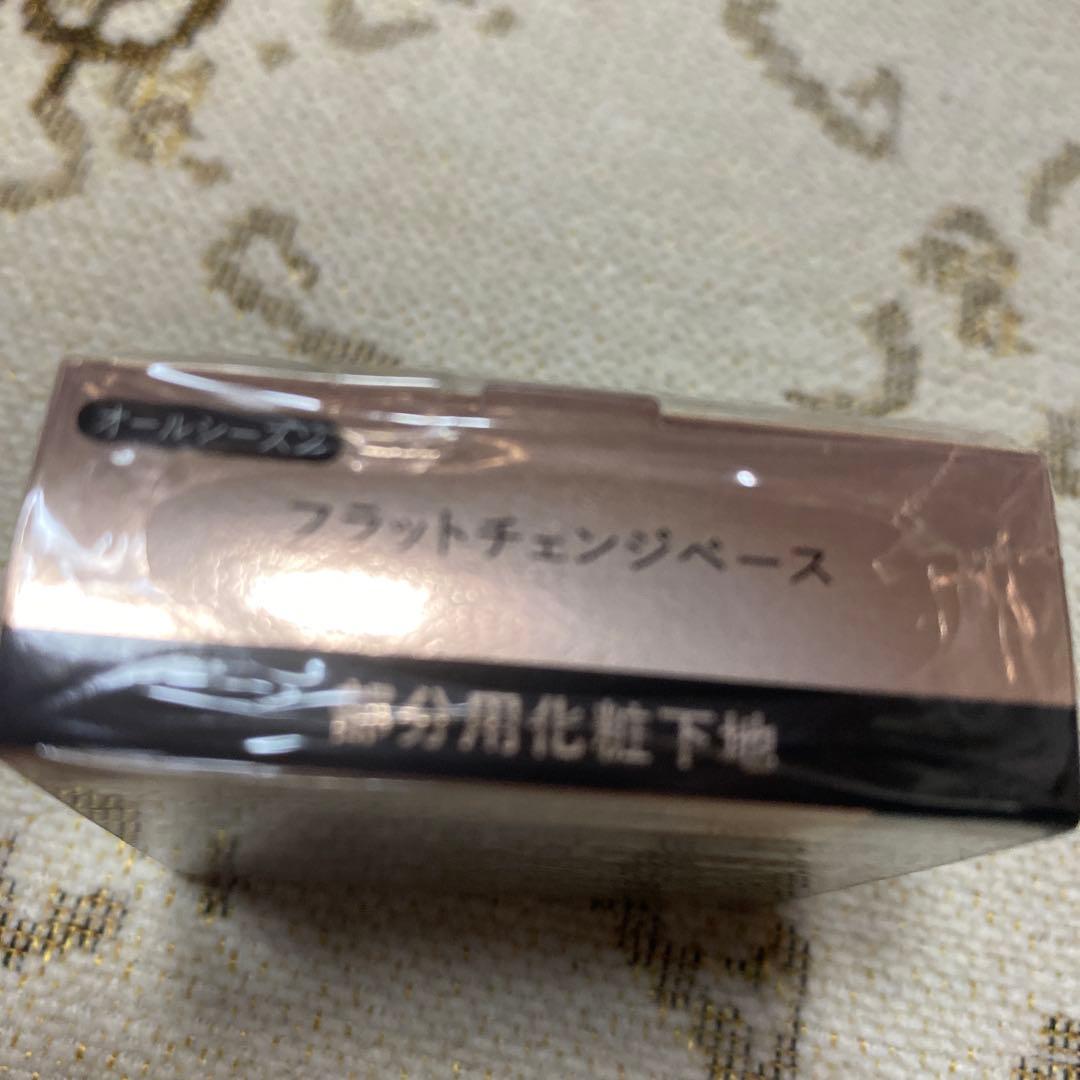 オールシーズン
フラットチェンジベース
部分用化粧下地